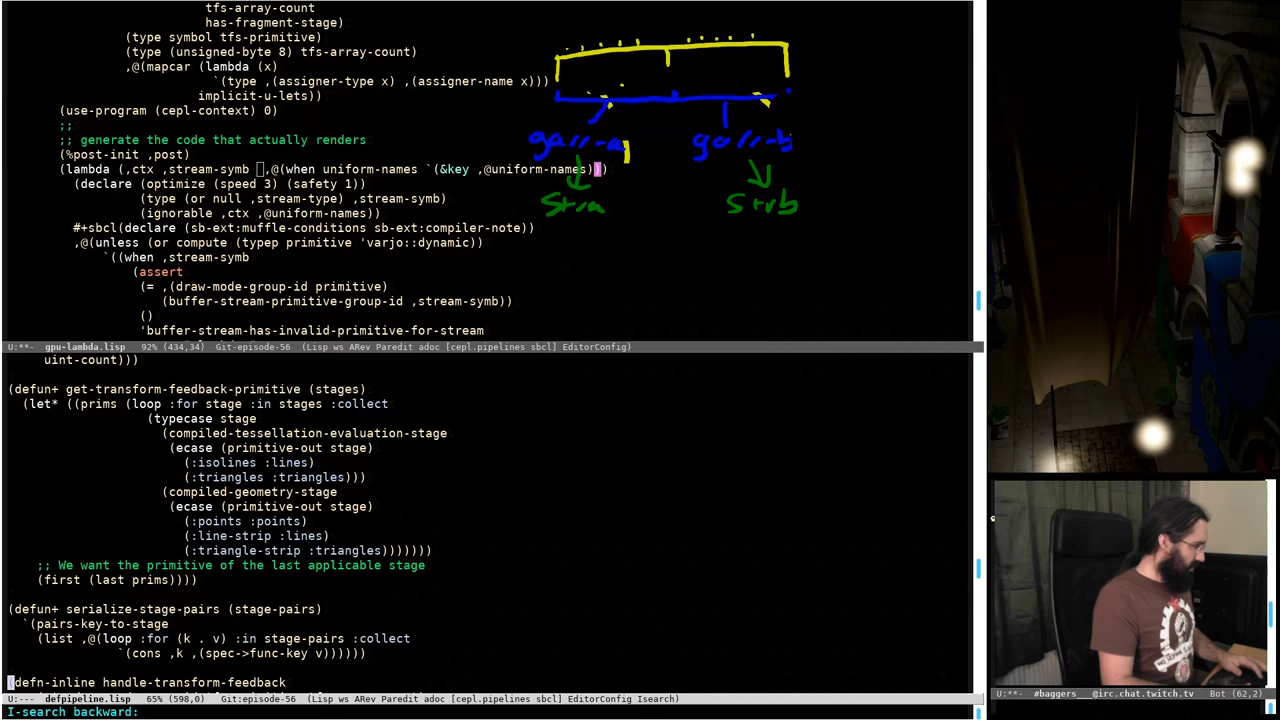 tfs-array-count
has-fragment-stage)
(type symbol tfs-primitive)
(type (unsigned-byte 8) tfs-array-count)
,@(mapcar (lambda (x)
`(type ,(assigner-type x) ,(assigner-name x)))
implicit-u-lets))
(use-program (cepl-context) 0)
;;
;; generate the code that actually renders
(%post-init ,post)
(lambda (,ctx ,stream-symb ,@(when uniform-names `(&key ,@uniform-names)))
(declare (optimize (speed 3) (safety 1))
(type (or null ,stream-type) ,stream-symb)
(ignorable ,ctx ,@uniform-names))
#+sbcl(declare (sb-ext:muffle-conditions sb-ext:compiler-note))
,@(unless (or compute (typep primitive 'varjo::dynamic))
`((when ,stream-symb
(assert
(= ,(draw-mode-group-id primitive)
(buffer-stream-primitive-group-id ,stream-symb))
()
'buffer-stream-has-invalid-primitive-for-stream
garr-a garr-b
Stra Strb
U:**- gpu-lambda.lisp 92% (434,34) Git-episode-56 (Lisp ws ARev Paredit adoc [cepl.pipelines sbcl] EditorConfig)
uint-count)))
(defun+ get-transform-feedback-primitive (stages)
(let* ((prims (loop :for stage :in stages :collect
(typecase stage
(compiled-tessellation-evaluation-stage
(ecase (primitive-out stage)
(:isolines :lines)
(:triangles :triangles)))
(compiled-geometry-stage
(ecase (primitive-out stage)
(:points :points)
(:line-strip :lines)
(:triangle-strip :triangles)))))))
;; We want the primitive of the last applicable stage
(first (last prims))))
(defun+ serialize-stage-pairs (stage-pairs)
`(pairs-key-to-stage
(list ,@(loop :for (k . v) :in stage-pairs :collect
`(cons ,k ,(spec->func-key v))))))
(defn-inline handle-transform-feedback
U:--- defpipeline.lisp 65% (598,0) Git-episode-56 (Lisp ws ARev Paredit adoc [cepl.pipelines sbcl] EditorConfig Isearch)
I-search backward:
U:**- #baggers___@irc.chat.twitch.tv Bot (62,2)